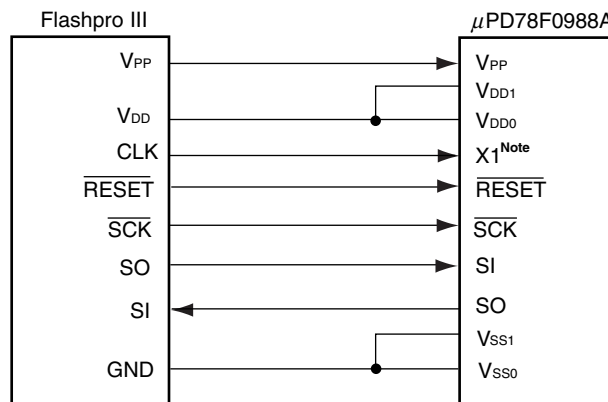 Flashpro III
VPP
VDD
CLK
RESET
SCK
SO
SI
GND
μPD78F0988A
VPP
VDD1
VDD0
X1Note
RESET
SCK
SI
SO
VSS1
VSS0